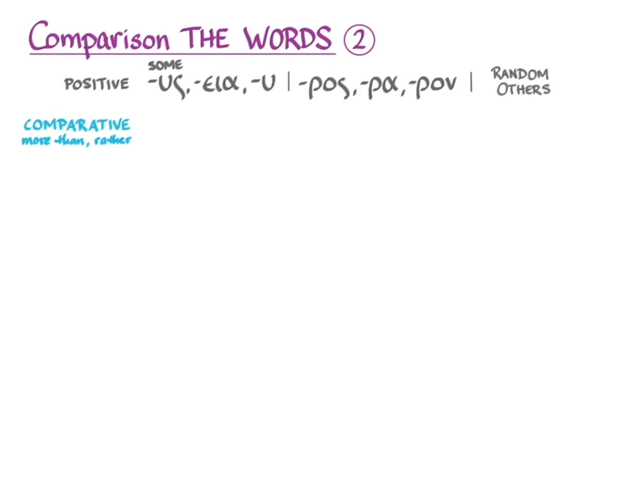 Comparison THE WORDS ②
SOME
POSITIVE -υς, -εια, -υ | -ρος, -ρα, -ρον | RANDOM OTHERS
COMPARATIVE
more than, rather